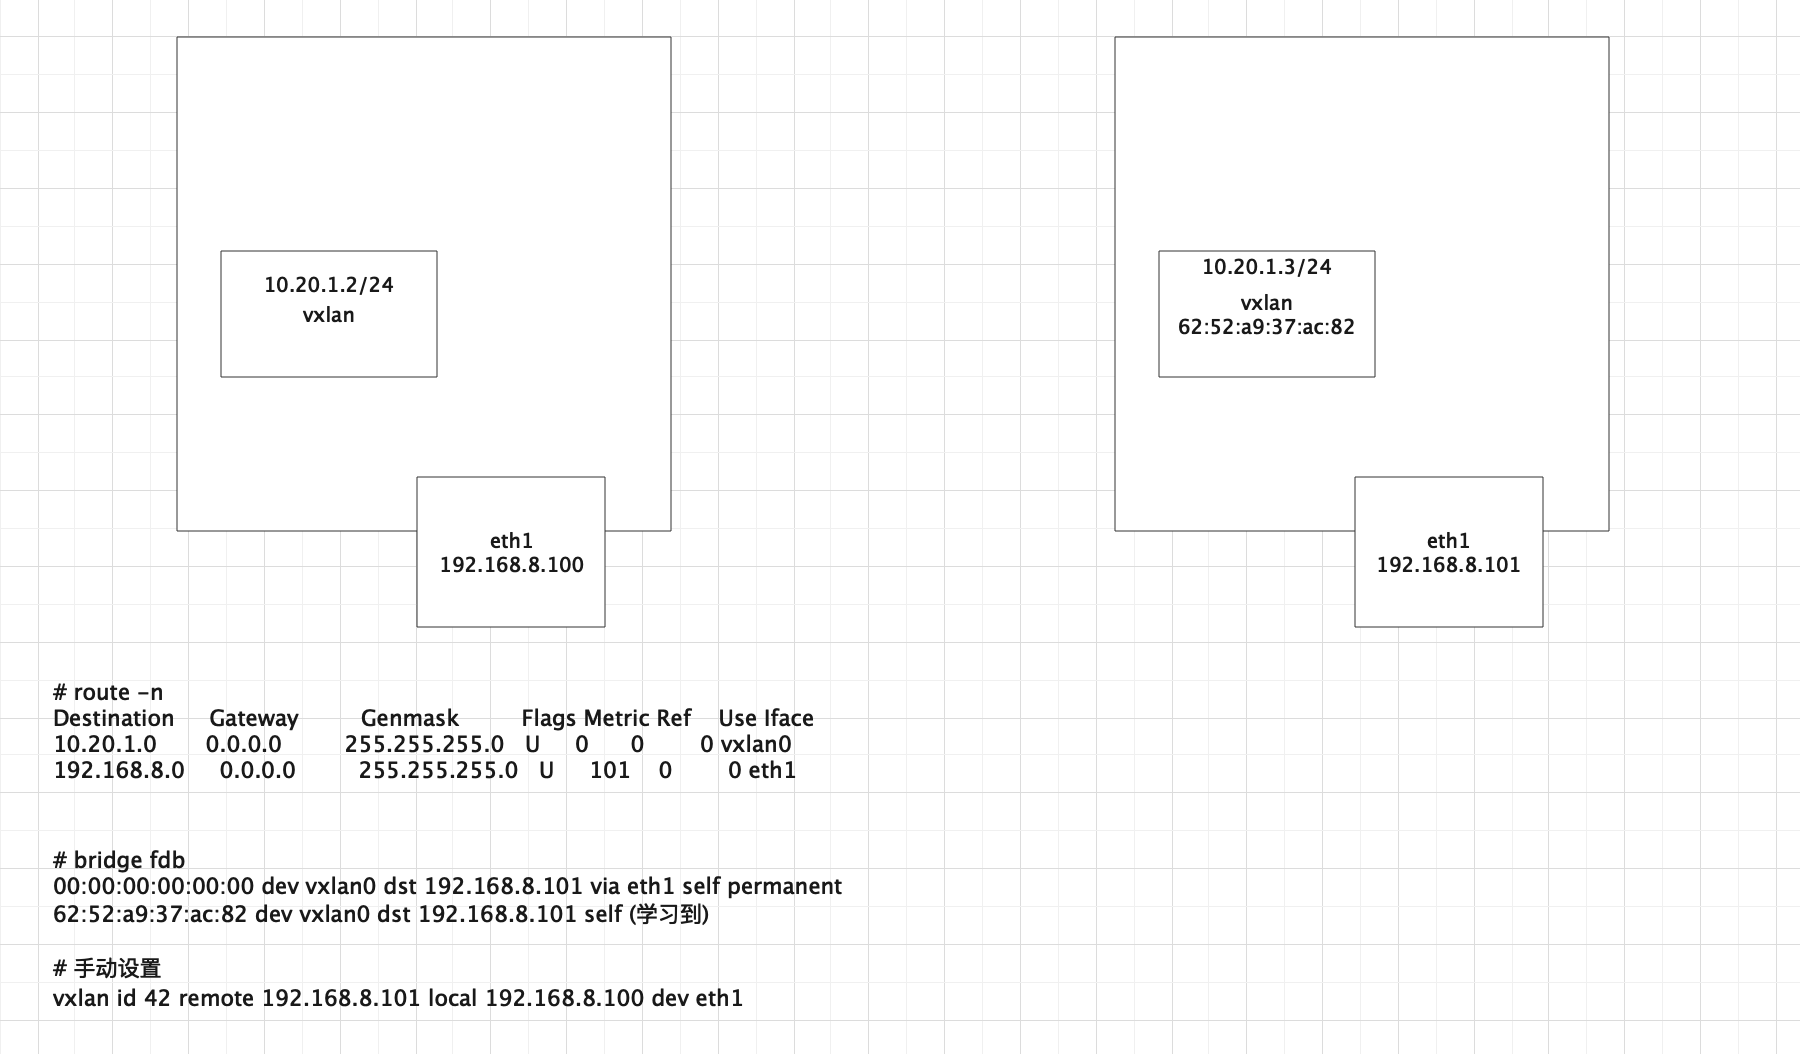 10.20.1.2/24
vxlan
10.20.1.3/24
vxlan
62:52:a9:37:ac:82
eth1
192.168.8.100
eth1
192.168.8.101
# route -n
Destination Gateway Genmask Flags Metric Ref Use Iface
10.20.1.0 0.0.0.0 255.255.255.0 U 0 0 0 vxlan0
192.168.8.0 0.0.0.0 255.255.255.0 U 101 0 0 eth1
# bridge fdb
00:00:00:00:00:00 dev vxlan0 dst 192.168.8.101 via eth1 self permanent
62:52:a9:37:ac:82 dev vxlan0 dst 192.168.8.101 self (学习到)
# 手动设置
vxlan id 42 remote 192.168.8.101 local 192.168.8.100 dev eth1